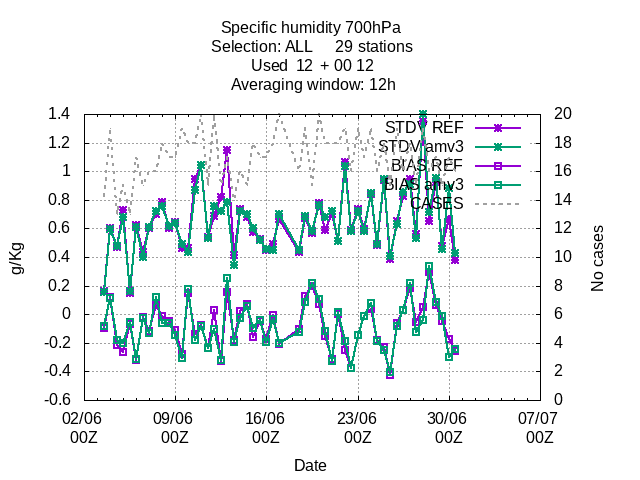 Specific humidity 700hPa
Selection: ALL 29 stations
Used 12 + 00 12
Averaging window: 12h
1.4
1.2
1
0.8
0.6
0.4
0.2
0
-0.2
-0.4
-0.6
g/Kg
20
18
16
14
12
10
8
6
4
2
0
No cases
STDV REF
STDV amv3
BIAS REF
BIAS amv3
CASES
02/06 09/06 16/06 23/06 30/06 07/07
00Z 00Z 00Z 00Z 00Z 00Z
Date